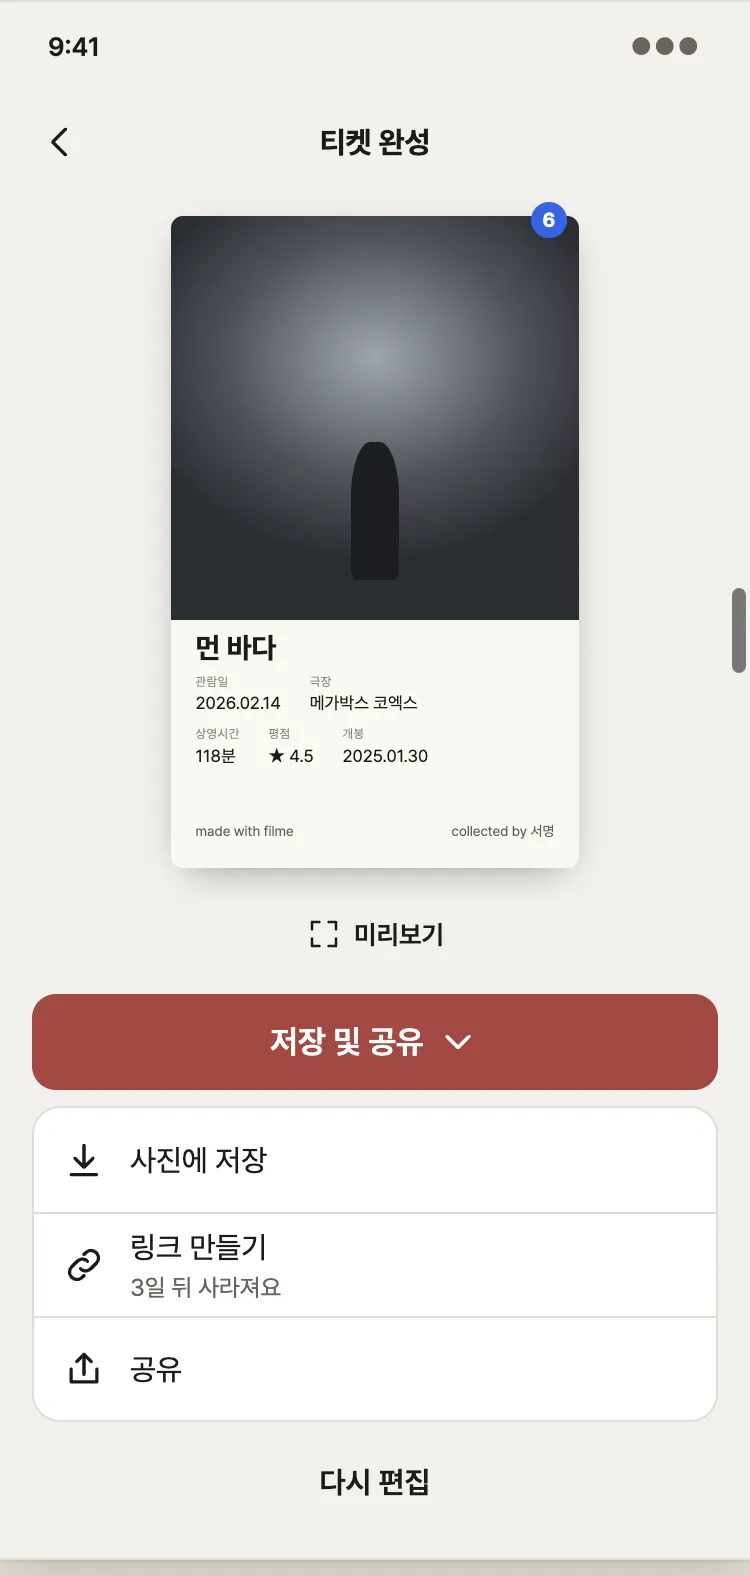 9:41
티켓 완성
6
먼 바다
관람일 극장
2026.02.14 메가박스 코엑스
상영시간 평점 개봉
118분 ★ 4.5 2025.01.30
made with filme collected by 서명
미리보기
저장 및 공유
사진에 저장
링크 만들기
3일 뒤 사라져요
공유
다시 편집